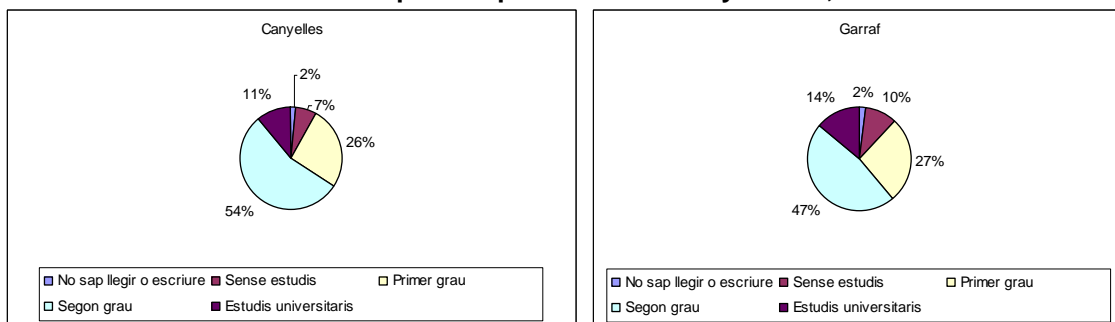 Canyelles
2%
11%
7%
26%
54%
No sap llegir o escriure Sense estudis Primer grau
Segon grau Estudis universitaris
Garraf
2%
14%
10%
27%
47%
No sap llegir o escriure Sense estudis Primer grau
Segon grau Estudis universitaris